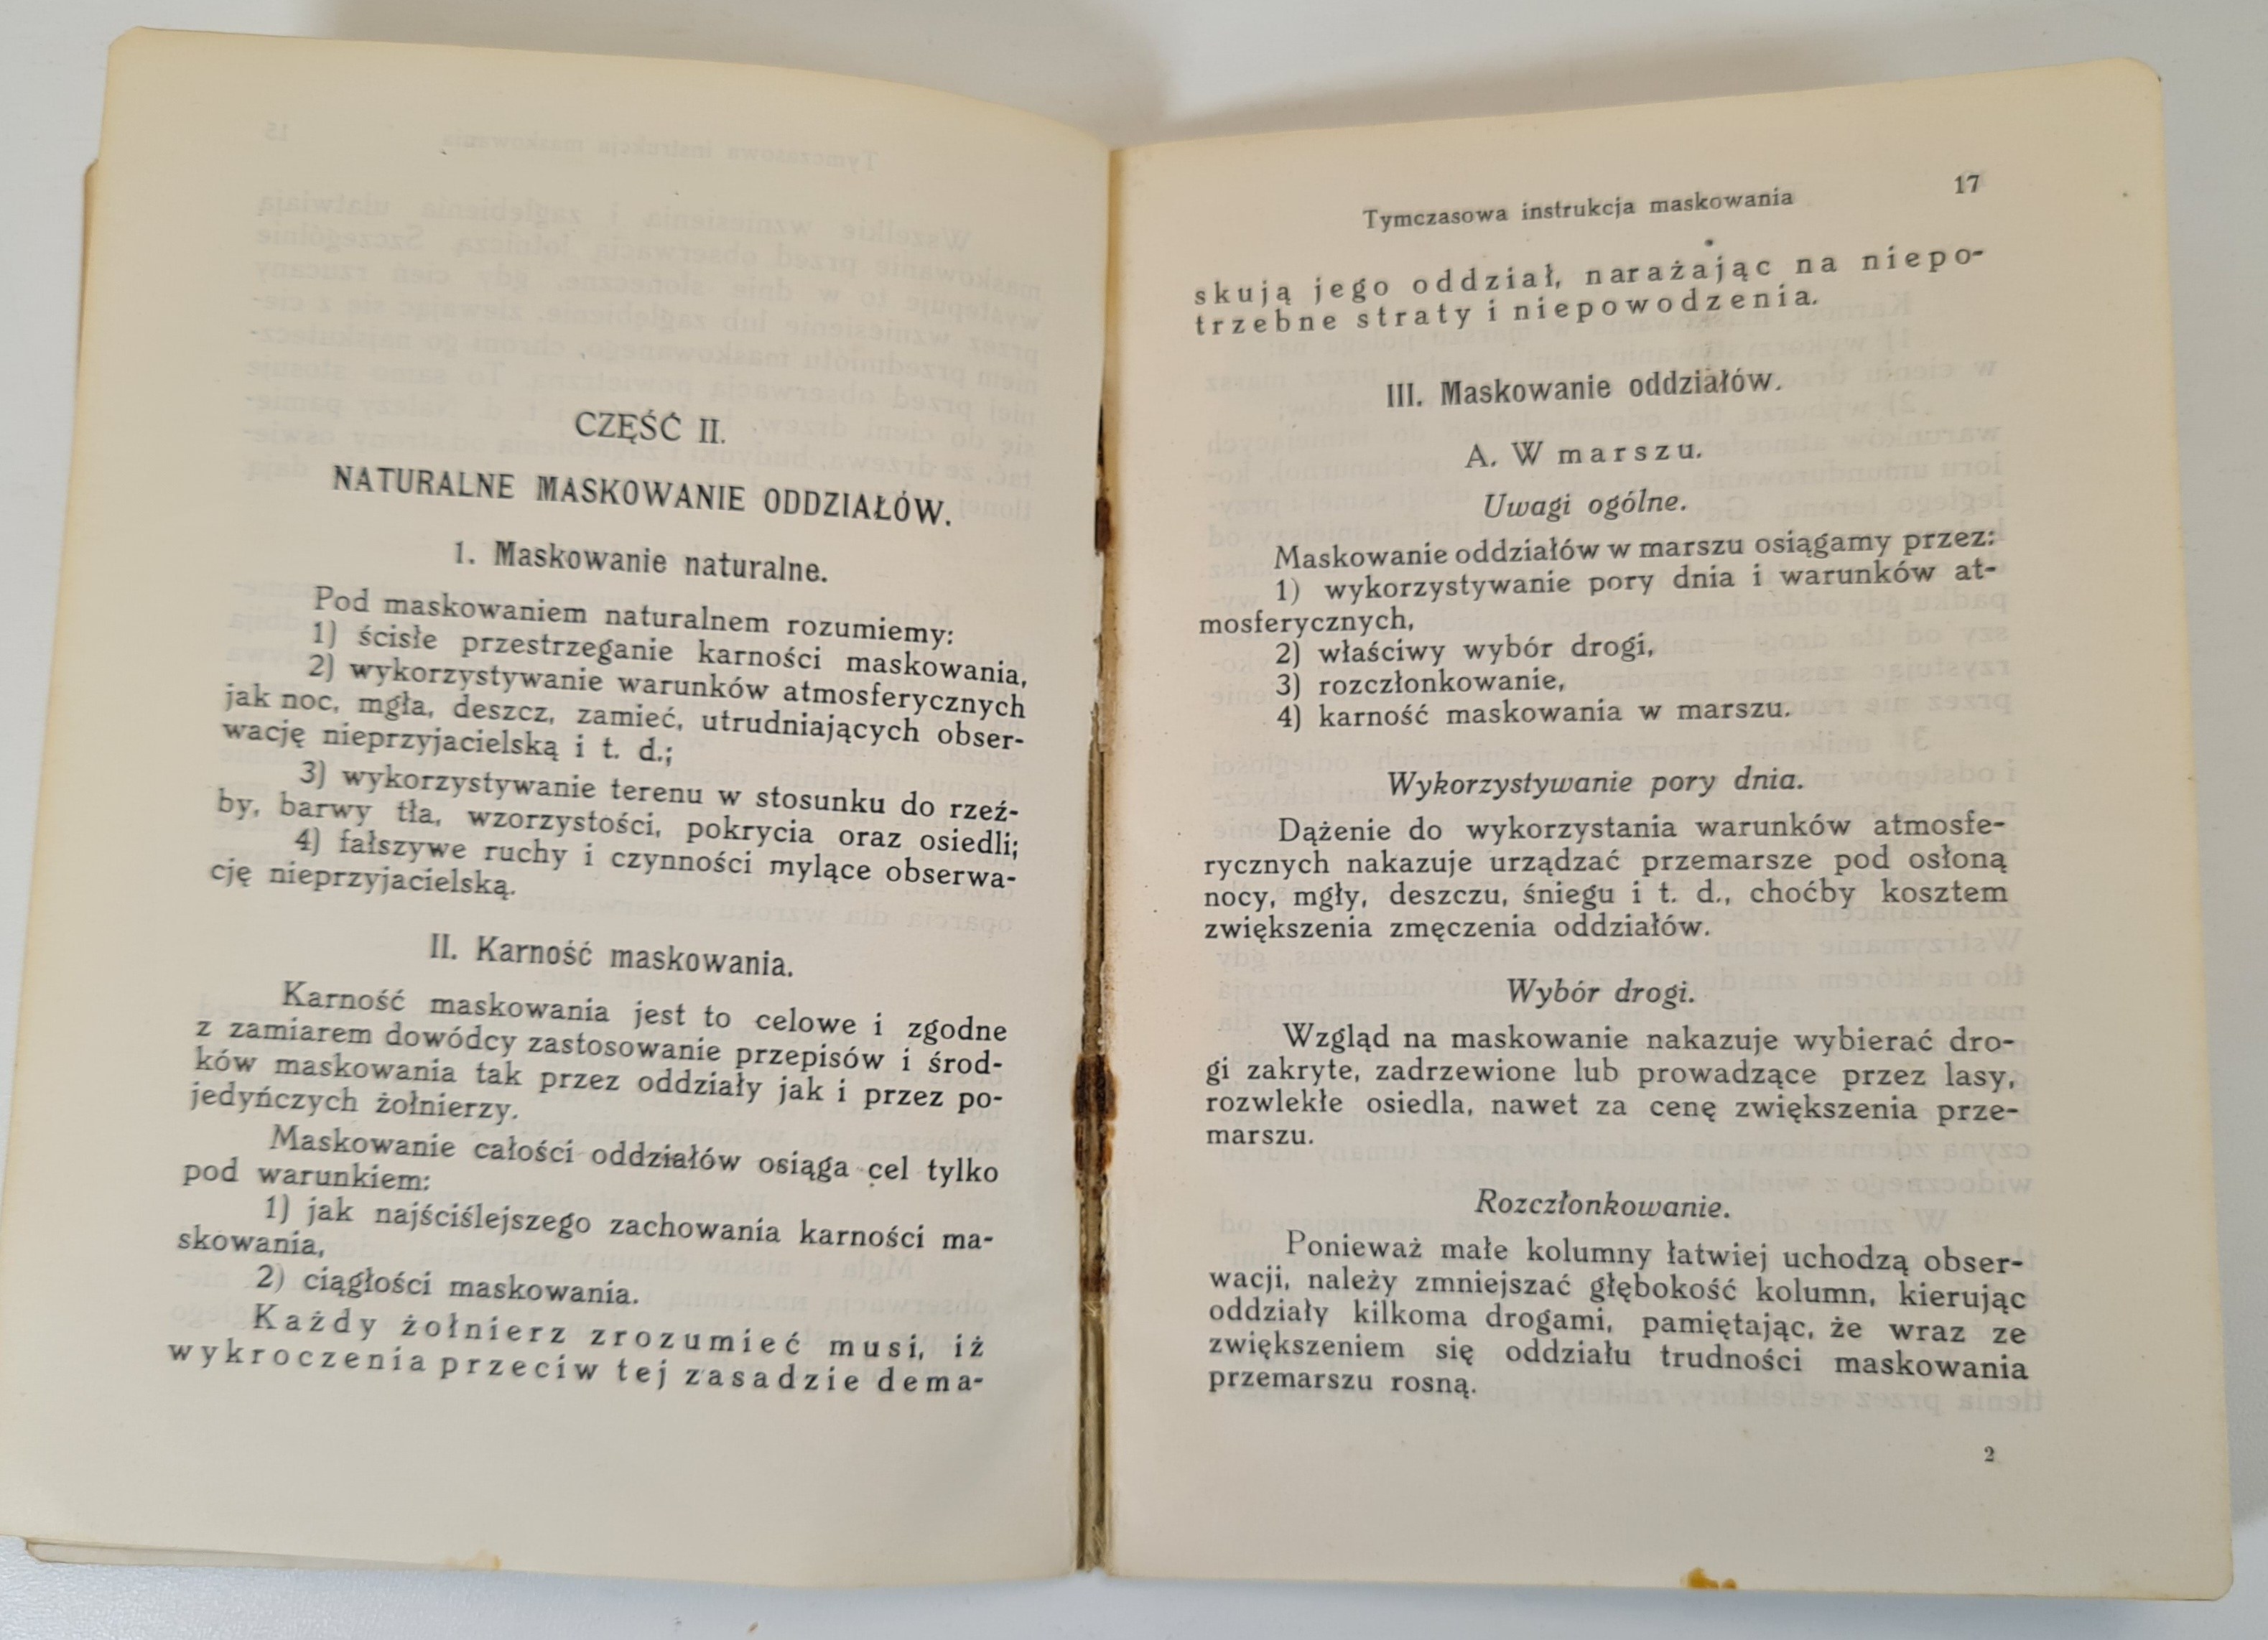 CZĘŚĆ II.
NATURALNE MASKOWANIE ODDZIAŁÓW.
1. Maskowanie naturalne.
Pod maskowaniem naturalnem rozumiemy:
1) ścisłe przestrzeganie karności maskowania,
2) wykorzystywanie warunków atmosferycznych
jak noc, mgła, deszcz, zamieć, utrudniających obser-
wację nieprzyjacielską i t. d.;
3) wykorzystywanie terenu w stosunku do rzeź-
by, barwy tła, wzorzystości, pokrycia oraz osiedli;
4) fałszywe ruchy i czynności mylące obserwa-
cję nieprzyjacielską.
II. Karność maskowania.
Karność maskowania jest to celowe i zgodne
z zamiarem dowódcy zastosowanie przepisów i środ-
ków maskowania tak przez oddziały jak i przez po-
jedyńczych żołnierzy.
Maskowanie całości oddziałów osiąga cel tylko
pod warunkiem:
1) jak najściślejszego zachowania karności ma-
skowania,
2) ciągłości maskowania.
Każdy żołnierz zrozumieć musi, iż
wykroczenia przeciw tej zasadzie dema-
Tymczasowa instrukcja maskowania 17
skują jego oddział, narażając na niepo-
trzebne straty i niepowodzenia.
III. Maskowanie oddziałów.
A. W marszu.
Uwagi ogólne.
Maskowanie oddziałów w marszu osiągamy przez:
1) wykorzystywanie pory dnia i warunków at-
mosferycznych,
2) właściwy wybór drogi,
3) rozczłonkowanie,
4) karność maskowania w marszu.
Wykorzystywanie pory dnia.
Dążenie do wykorzystania warunków atmosfe-
rycznych nakazuje urządzać przemarsze pod osłoną
nocy, mgły, deszczu, śniegu i t. d., choćby kosztem
zwiększenia zmęczenia oddziałów.
Wybór drogi.
Wzgląd na maskowanie nakazuje wybierać dro-
gi zakryte, zadrzewione lub prowadzące przez lasy,
rozwlekłe osiedla, nawet za cenę zwiększenia prze-
marszu.
Rozczłonkowanie.
Ponieważ małe kolumny łatwiej uchodzą obser-
wacji, należy zmniejszać głębokość kolumn, kierując
oddziały kilkoma drogami, pamiętając, że wraz ze
zwiększeniem się oddziału trudności maskowania
przemarszu rosną.
2